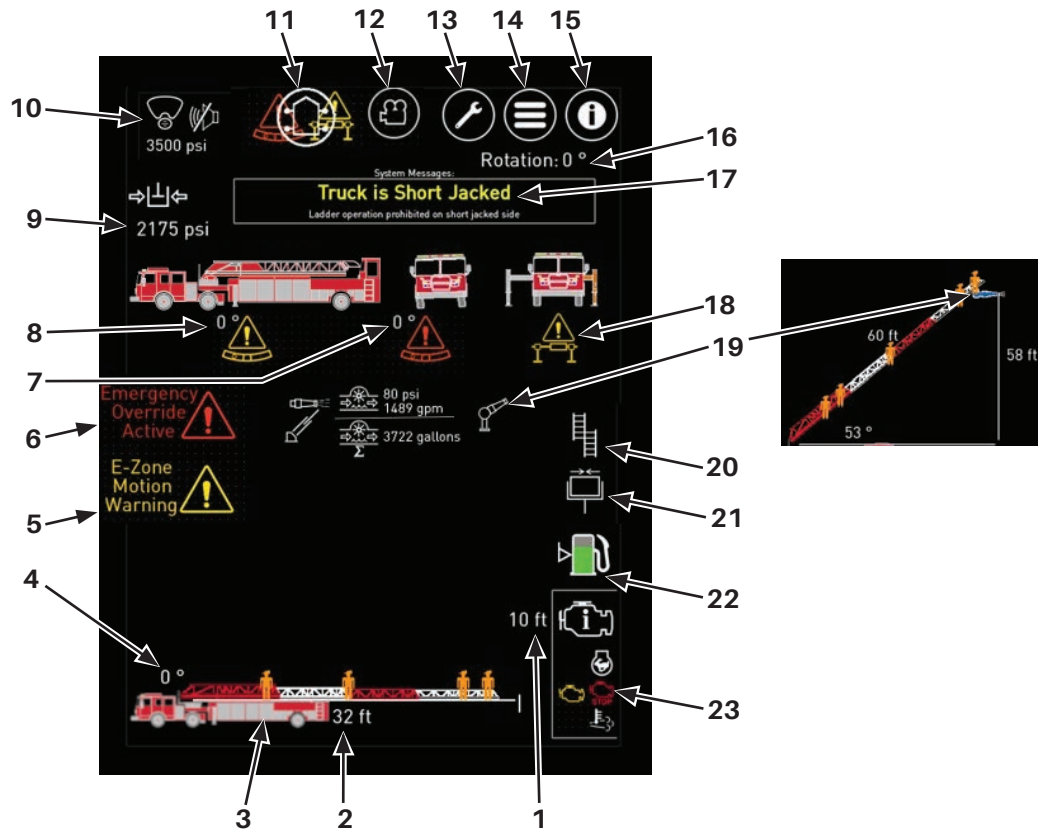 11
12
13
14
15
10
3500 psi
Rotation: 0 °
16
System Messages:
Truck is Short Jacked
17
Ladder operation prohibited on short jacked side
9
2175 psi
8
0 °
0 °
18
7
19
60 ft
58 ft
53 °
Emergency
Override
Active
6
80 psi
1489 gpm
3722 gallons
Σ
20
E-Zone
Motion
Warning
5
21
22
4
10 ft
0 °
STOP
23
32 ft
3
2
1